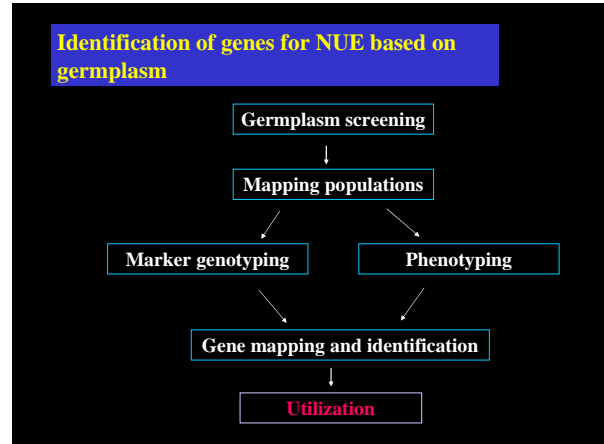 Identification of genes for NUE based on
germplasm
Germplasm screening
Mapping populations
Marker genotyping
Phenotyping
Gene mapping and identification
Utilization